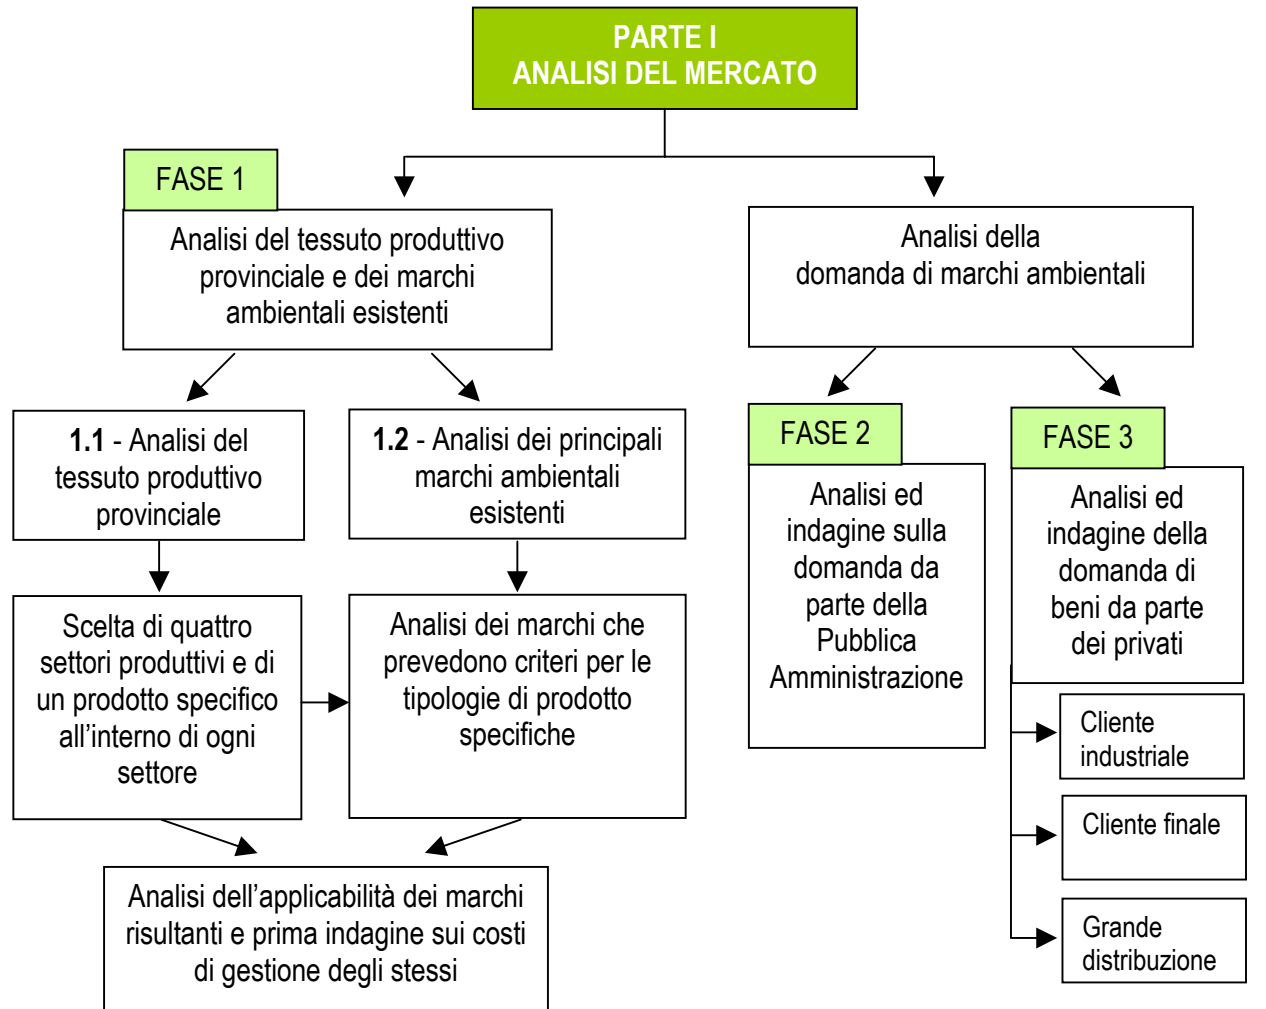 PARTE I
ANALISI DEL MERCATO
FASE 1
Analisi del tessuto produttivo
provinciale e dei marchi
ambientali esistenti
Analisi della
domanda di marchi ambientali
1.1 - Analisi del
tessuto produttivo
provinciale
1.2 - Analisi dei principali
marchi ambientali
esistenti
FASE 2
Analisi ed
indagine sulla
domanda da
parte della
Pubblica
Amministrazione
FASE 3
Analisi ed
indagine della
domanda di
beni da parte
dei privati
Scelta di quattro
settori produttivi e di
un prodotto specifico
all'interno di ogni
settore
Analisi dei marchi che
prevedono criteri per le
tipologie di prodotto
specifiche
Cliente
industriale
Cliente finale
Grande
distribuzione
Analisi dell'applicabilità dei marchi
risultanti e prima indagine sui costi
di gestione degli stessi